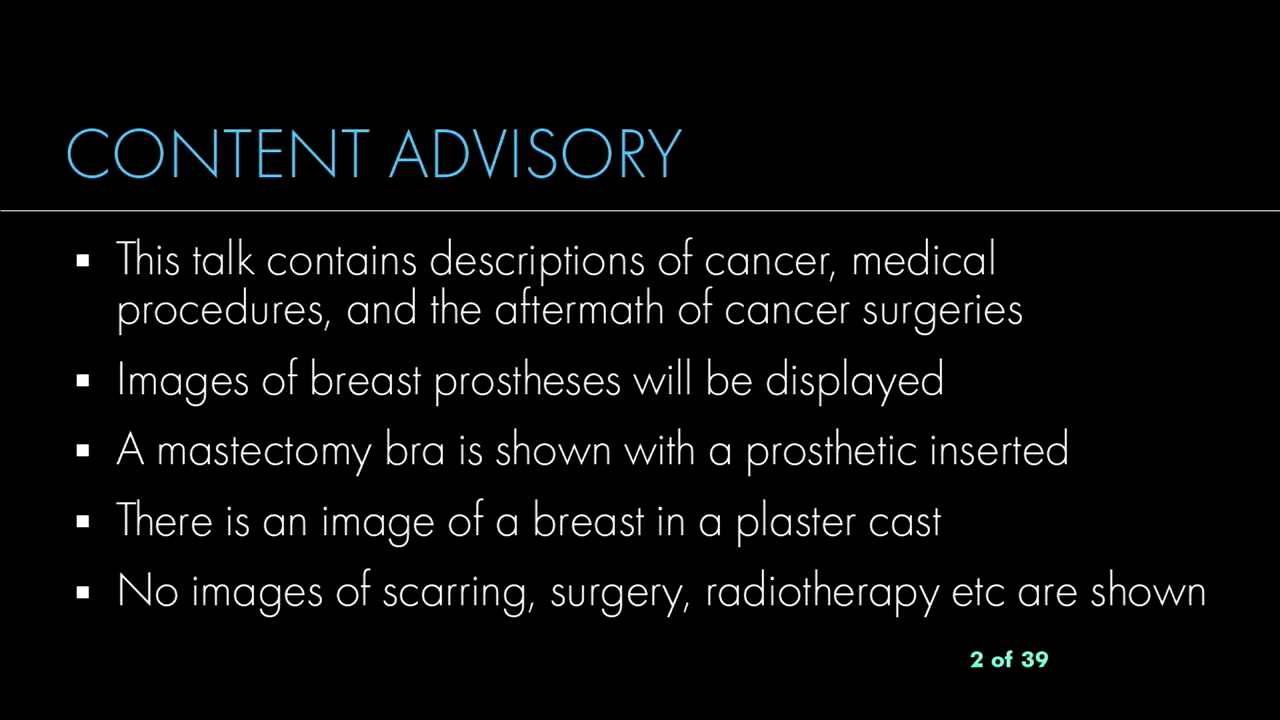 CONTENT ADVISORY
▪ This talk contains descriptions of cancer, medical
procedures, and the aftermath of cancer surgeries
▪ Images of breast prostheses will be displayed
▪ A mastectomy bra is shown with a prosthetic inserted
▪ There is an image of a breast in a plaster cast
▪ No images of scarring, surgery, radiotherapy etc are shown
2 of 39